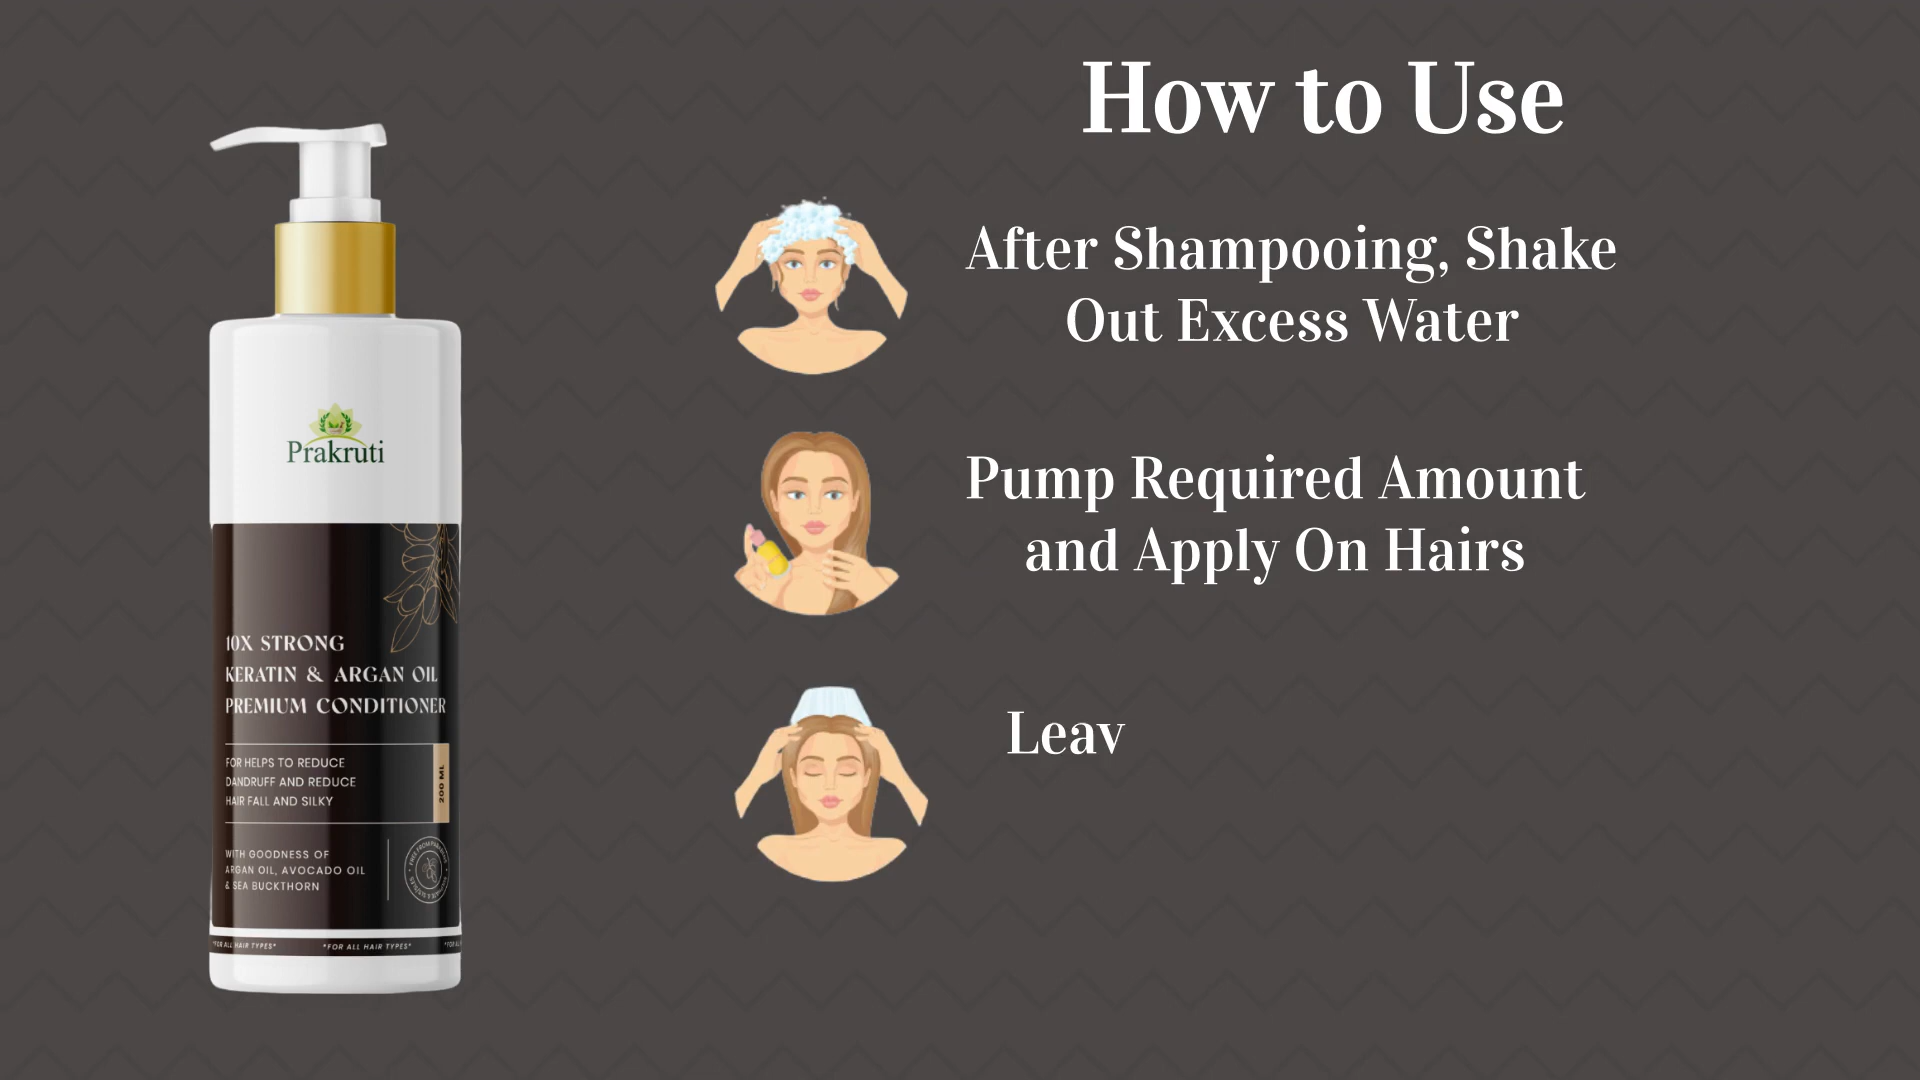 How to Use
After Shampooing, Shake
Out Excess Water
Pump Required Amount
and Apply On Hairs
Leav
Prakruti
10X STRONG
KERATIN & ARGAN OIL
PREMIUM CONDITIONER
FOR HELPS TO REDUCE
DANDRUFF AND REDUCE
HAIR FALL AND SILKY
200 ML
WITH GOODNESS OF
ARGAN OIL, AVOCADO OIL
& SEA BUCKTHORN
*FOR ALL HAIR TYPES* *FOR ALL HAIR TYPES* *FOR AL